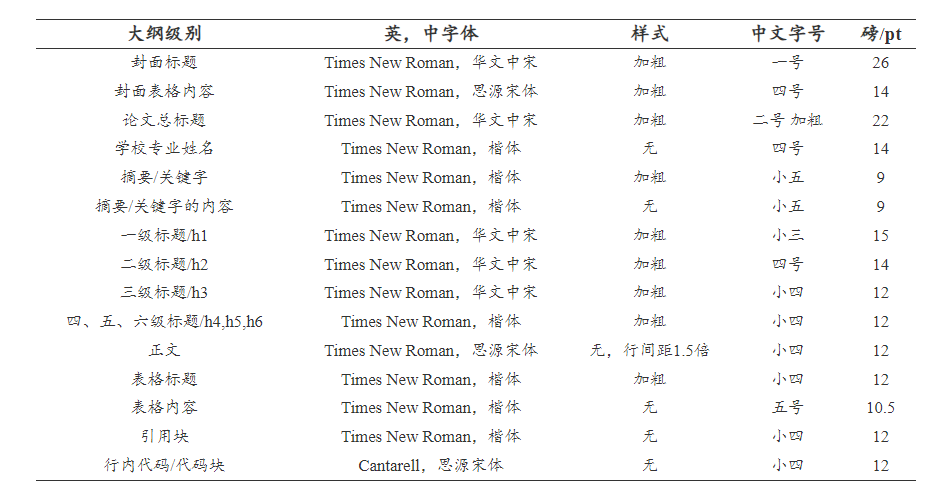 大纲级别 英，中字体 样式 中文字号 磅/pt
封面标题 Times New Roman，华文中宋 加粗 一号 26
封面表格内容 Times New Roman，思源宋体 加粗 四号 14
论文总标题 Times New Roman，华文中宋 加粗 二号 加粗 22
学校专业姓名 Times New Roman，楷体 无 四号 14
摘要/关键字 Times New Roman，楷体 加粗 小五 9
摘要/关键字的内容 Times New Roman，楷体 无 小五 9
一级标题/h1 Times New Roman，华文中宋 加粗 小三 15
二级标题/h2 Times New Roman，华文中宋 加粗 四号 14
三级标题/h3 Times New Roman，华文中宋 加粗 小四 12
四、五、六级标题/h4,h5,h6 Times New Roman，楷体 加粗 小四 12
正文 Times New Roman，思源宋体 无，行间距1.5倍 小四 12
表格标题 Times New Roman，楷体 加粗 小四 12
表格内容 Times New Roman，楷体 无 五号 10.5
引用块 Times New Roman，楷体 无 小四 12
行内代码/代码块 Cantarell，思源宋体 无 小四 12